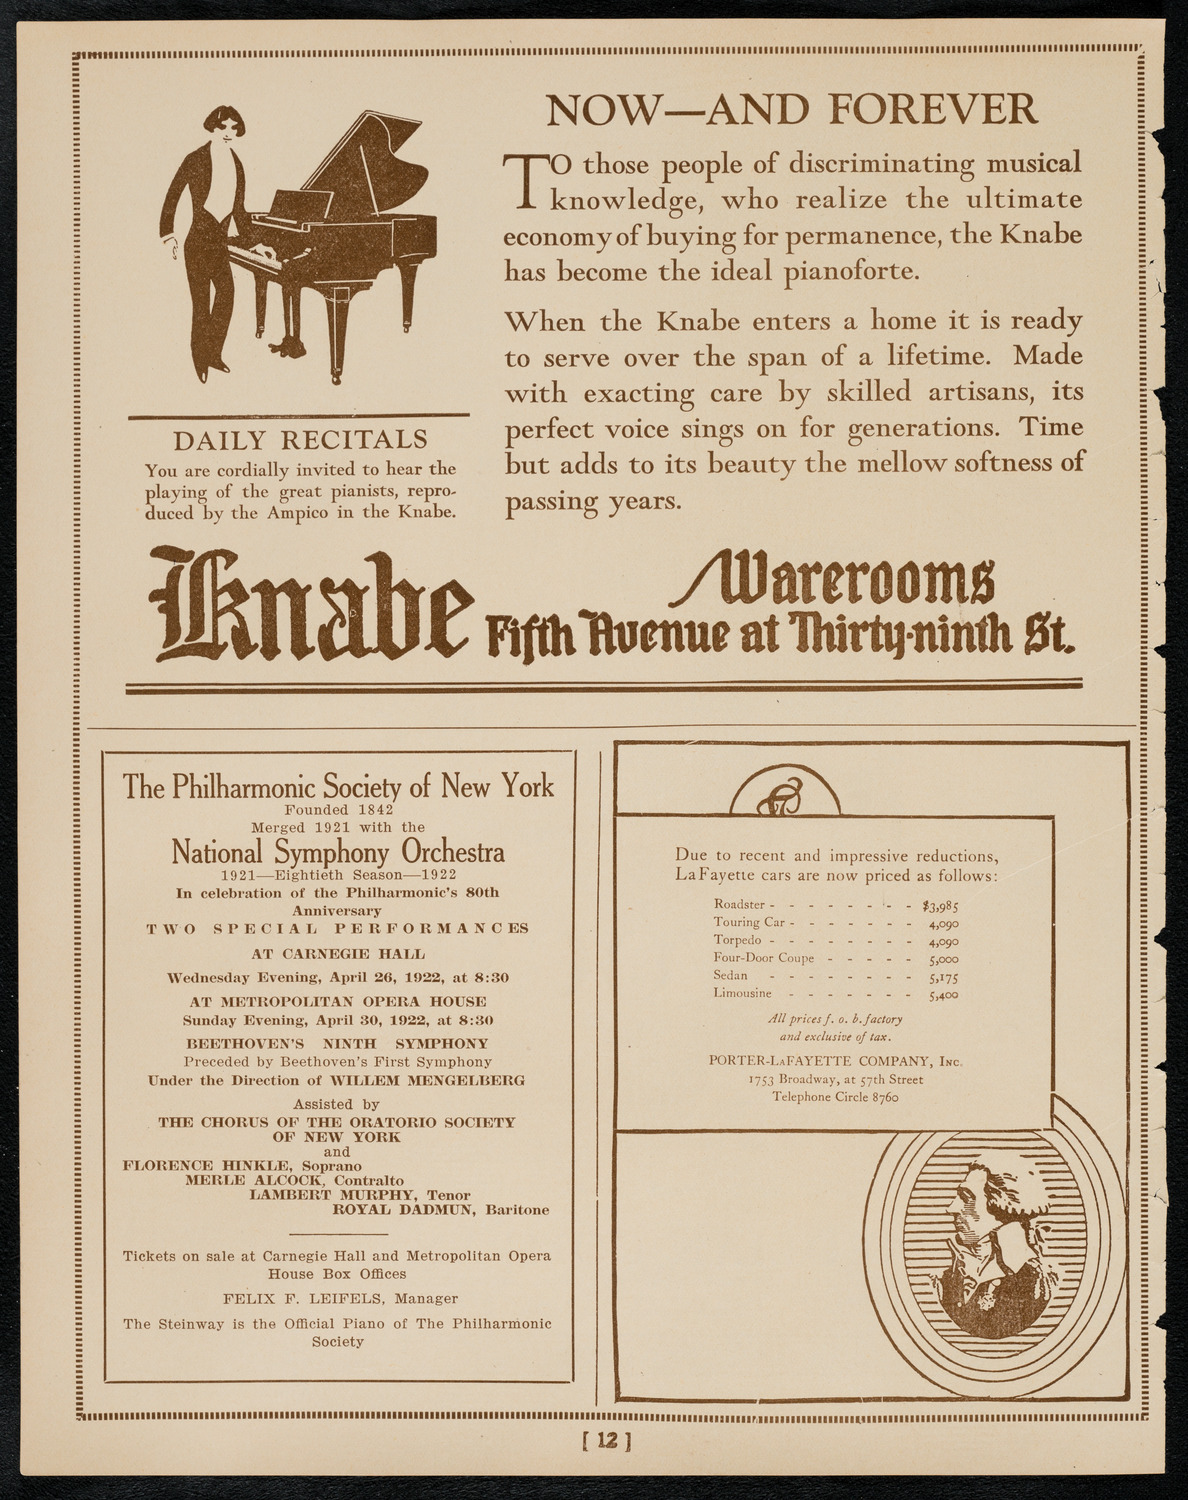 NOW—AND FOREVER
TO those people of discriminating musical
knowledge, who realize the ultimate
economy of buying for permanence, the Knabe
has become the ideal pianoforte.
When the Knabe enters a home it is ready
to serve over the span of a lifetime. Made
with exacting care by skilled artisans, its
perfect voice sings on for generations. Time
but adds to its beauty the mellow softness of
passing years.
DAILY RECITALS
You are cordially invited to hear the
playing of the great pianists, repro-
duced by the Ampico in the Knabe.
Knabe
Warerooms
Fifth Avenue at Thirty-ninth St.
The Philharmonic Society of New York
Founded 1842
Merged 1921 with the
National Symphony Orchestra
1921—Eightieth Season—1922
In celebration of the Philharmonic's 80th
Anniversary
TWO SPECIAL PERFORMANCES
AT CARNEGIE HALL
Wednesday Evening, April 26, 1922, at 8:30
AT METROPOLITAN OPERA HOUSE
Sunday Evening, April 30, 1922, at 8:30
BEETHOVEN'S NINTH SYMPHONY
Preceded by Beethoven's First Symphony
Under the Direction of WILLEM MENGELBERG
Assisted by
THE CHORUS OF THE ORATORIO SOCIETY
OF NEW YORK
and
FLORENCE HINKLE, Soprano
MERLE ALCOCK, Contralto
LAMBERT MURPHY, Tenor
ROYAL DADMUN, Baritone
Tickets on sale at Carnegie Hall and Metropolitan Opera
House Box Offices
FELIX F. LEIFELS, Manager
The Steinway is the Official Piano of The Philharmonic
Society
Due to recent and impressive reductions,
LaFayette cars are now priced as follows:
Roadster - - - - - - - - $3,985
Touring Car - - - - - - - 4,090
Torpedo - - - - - - - - 4,090
Four-Door Coupe - - - - - 5,000
Sedan - - - - - - - - 5,175
Limousine - - - - - - - 5,400
All prices f. o. b. factory
and exclusive of tax.
PORTER-LAFAYETTE COMPANY, Inc.
1753 Broadway, at 57th Street
Telephone Circle 8760
[ 12 ]